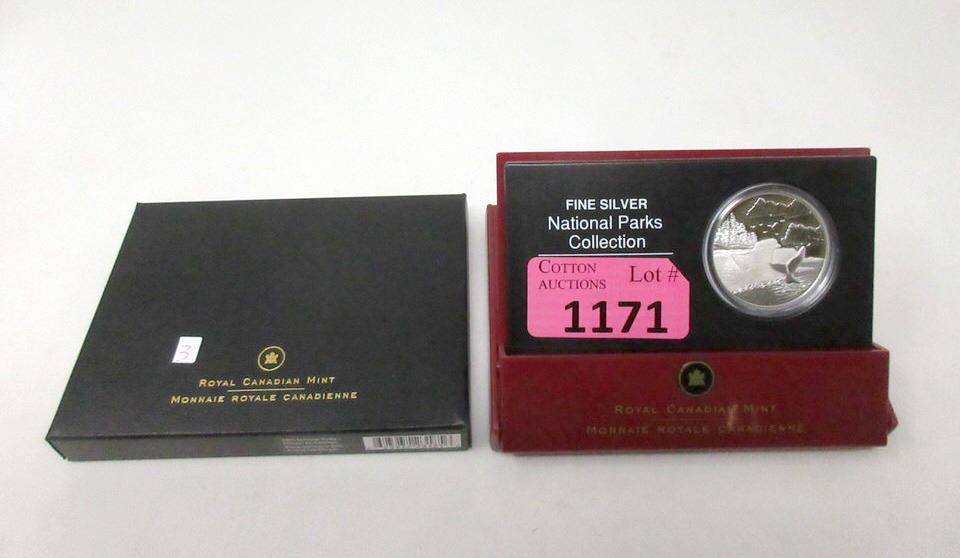 3
ROYAL CANADIAN MINT
MONNAIE ROYALE CANADIENNE
FINE SILVER
National Parks
Collection
COTTON
AUCTIONS
Lot #
1171
ROYAL CANADIAN MINT
MONNAIE ROYALE CANADIENNE